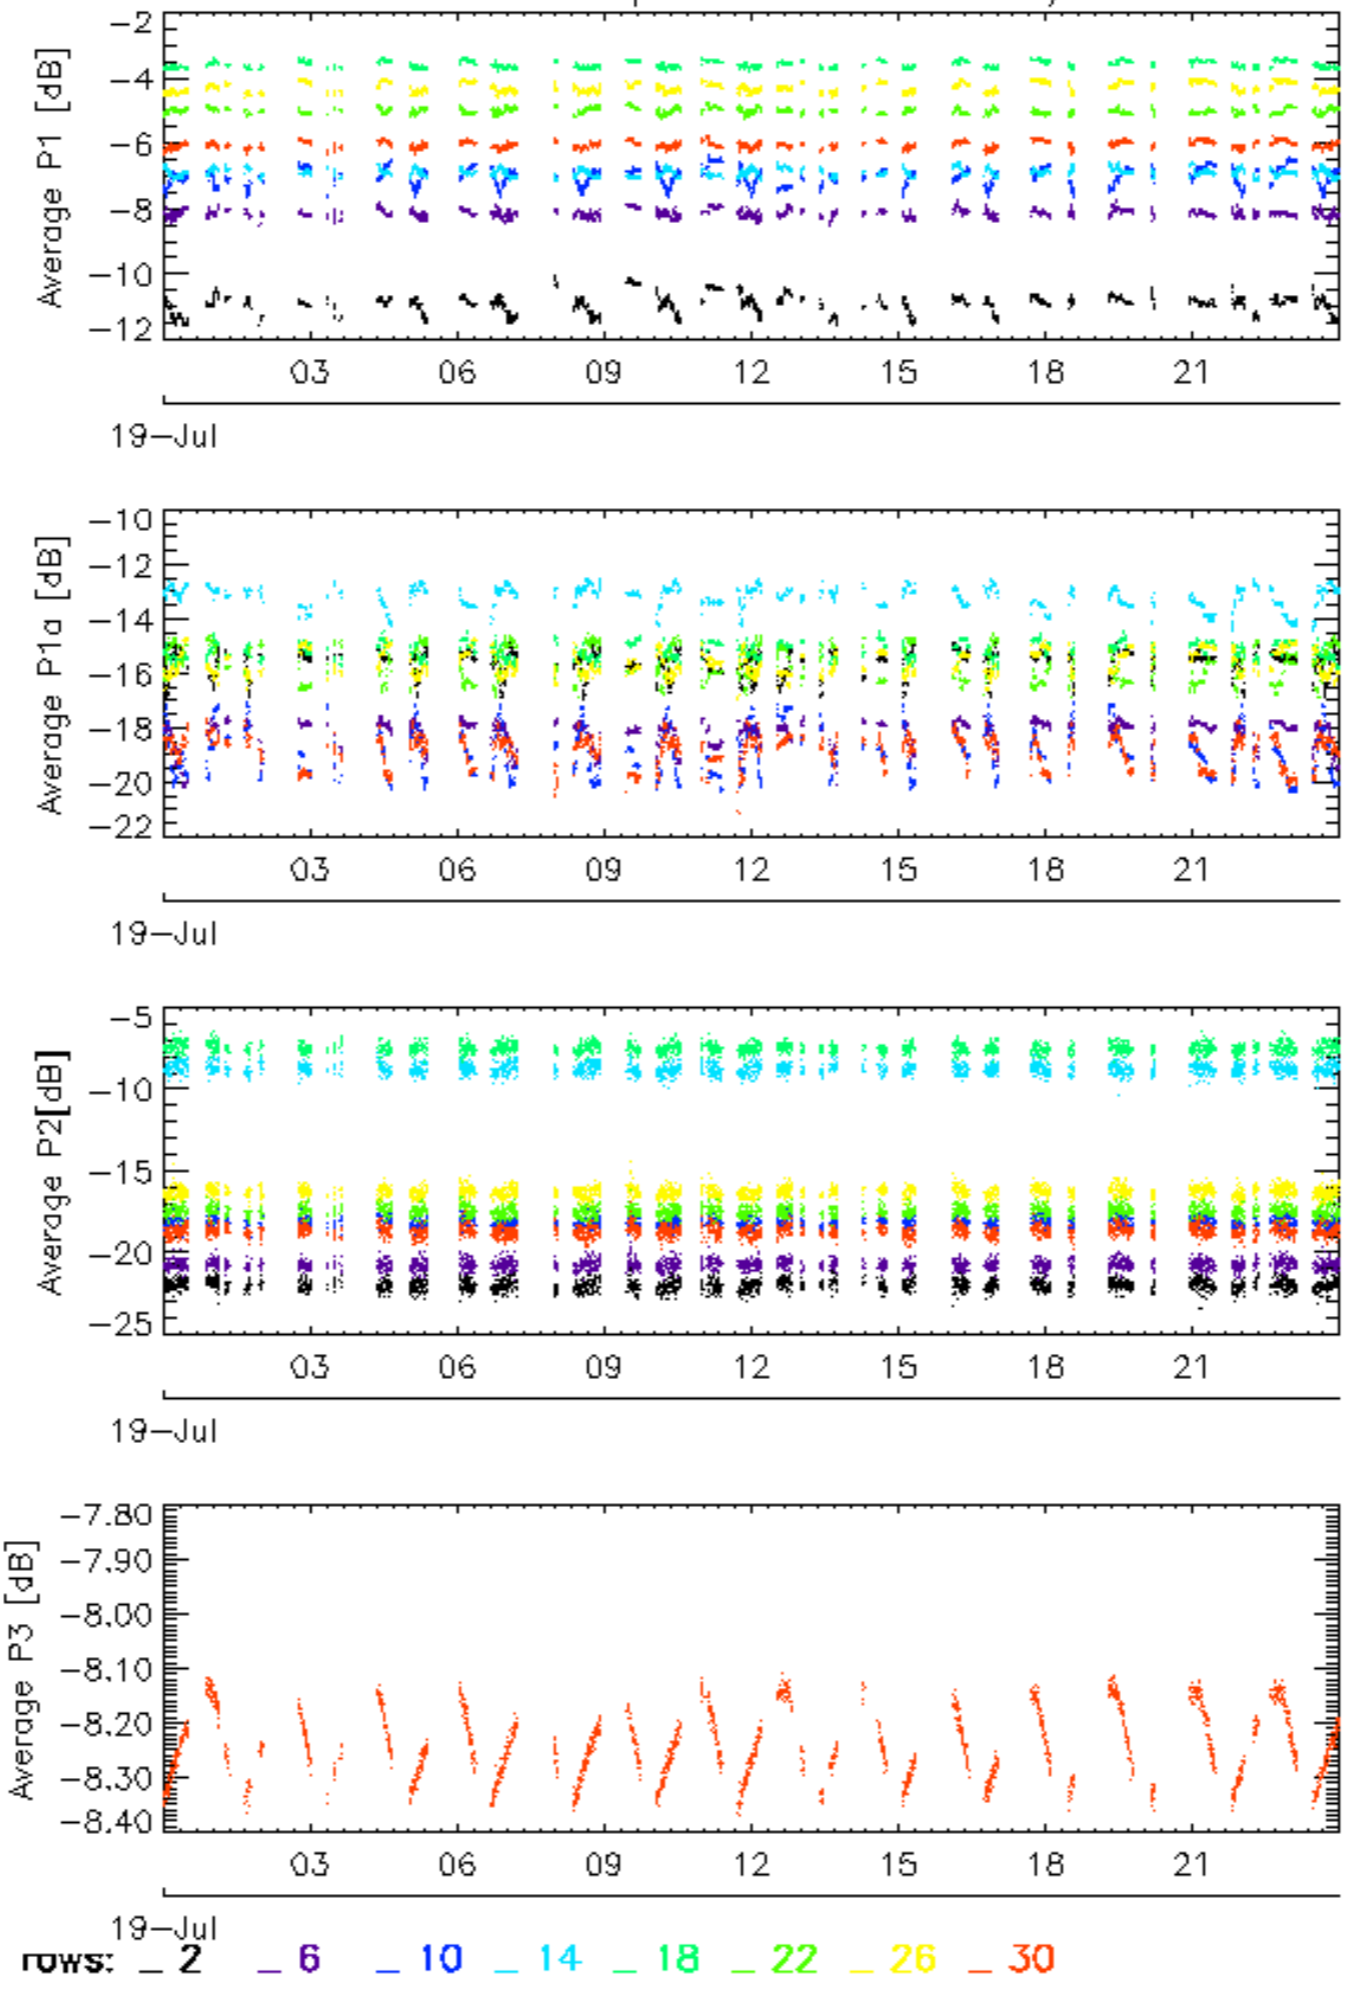 Average P1 [dB]
-2
-4
-6
-8
-10
-12
03 06 09 12 15 18 21
19-Jul
Average P1a [dB]
-10
-12
-14
-16
-18
-20
-22
03 06 09 12 15 18 21
19-Jul
Average P2[dB]
-5
-10
-15
-20
-25
03 06 09 12 15 18 21
19-Jul
Average P3 [dB]
-7.80
-7.90
-8.00
-8.10
-8.20
-8.30
-8.40
03 06 09 12 15 18 21
19-Jul
rows: _ 2 _ 6 _ 10 _ 14 _ 18 _ 22 _ 26 _ 30